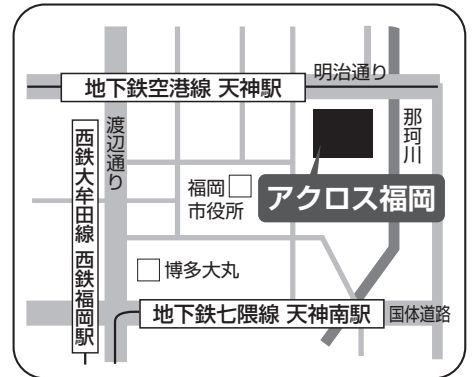 明治通り
地下鉄空港線 天神駅
渡辺通り
那珂川
西鉄大牟田線 西鉄福岡駅
福岡
市役所
アクロス福岡
博多大丸
地下鉄七隈線 天神南駅
国体道路